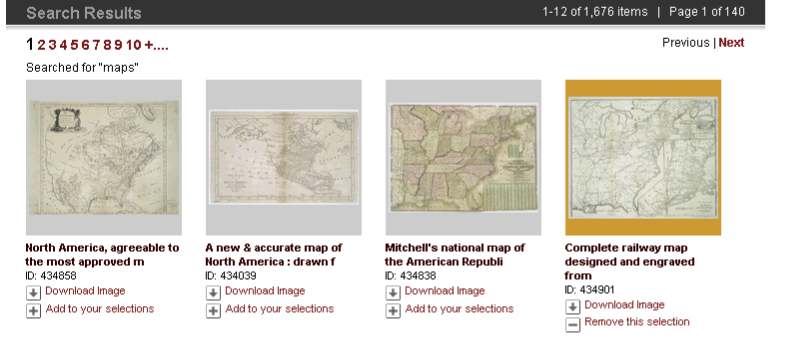 Search Results
1-12 of 1,676 items | Page 1 of 140
1 2 3 4 5 6 7 8 9 10 +....
Previous | Next
Searched for "maps"
North America, agreeable to
the most approved m
ID: 434858
Download Image
Add to your selections
A new & accurate map of
North America : drawn f
ID: 434039
Download Image
Add to your selections
Mitchell's national map of
the American Republi
ID: 434838
Download Image
Add to your selections
Complete railway map
designed and engraved
from
ID: 434901
Download Image
Remove this selection